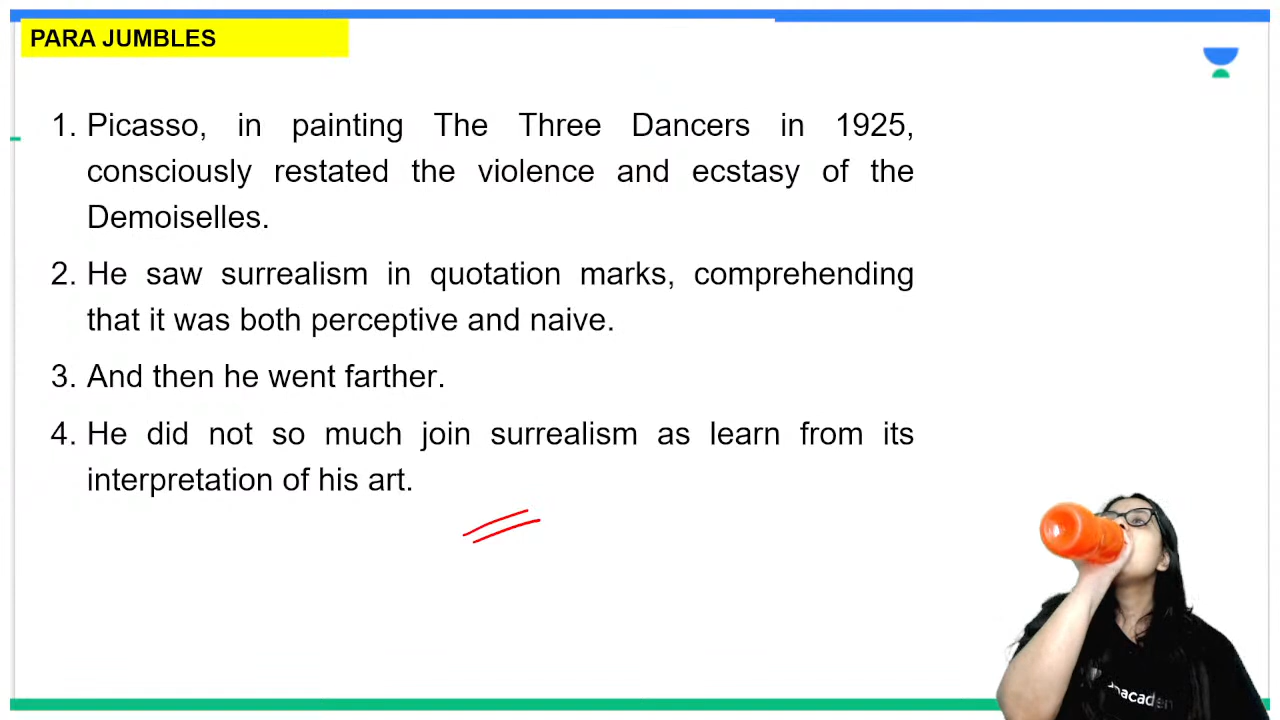 PARA JUMBLES
1. Picasso, in painting The Three Dancers in 1925,
consciously restated the violence and ecstasy of the
Demoiselles.
2. He saw surrealism in quotation marks, comprehending
that it was both perceptive and naive.
3. And then he went farther.
4. He did not so much join surrealism as learn from its
interpretation of his art.